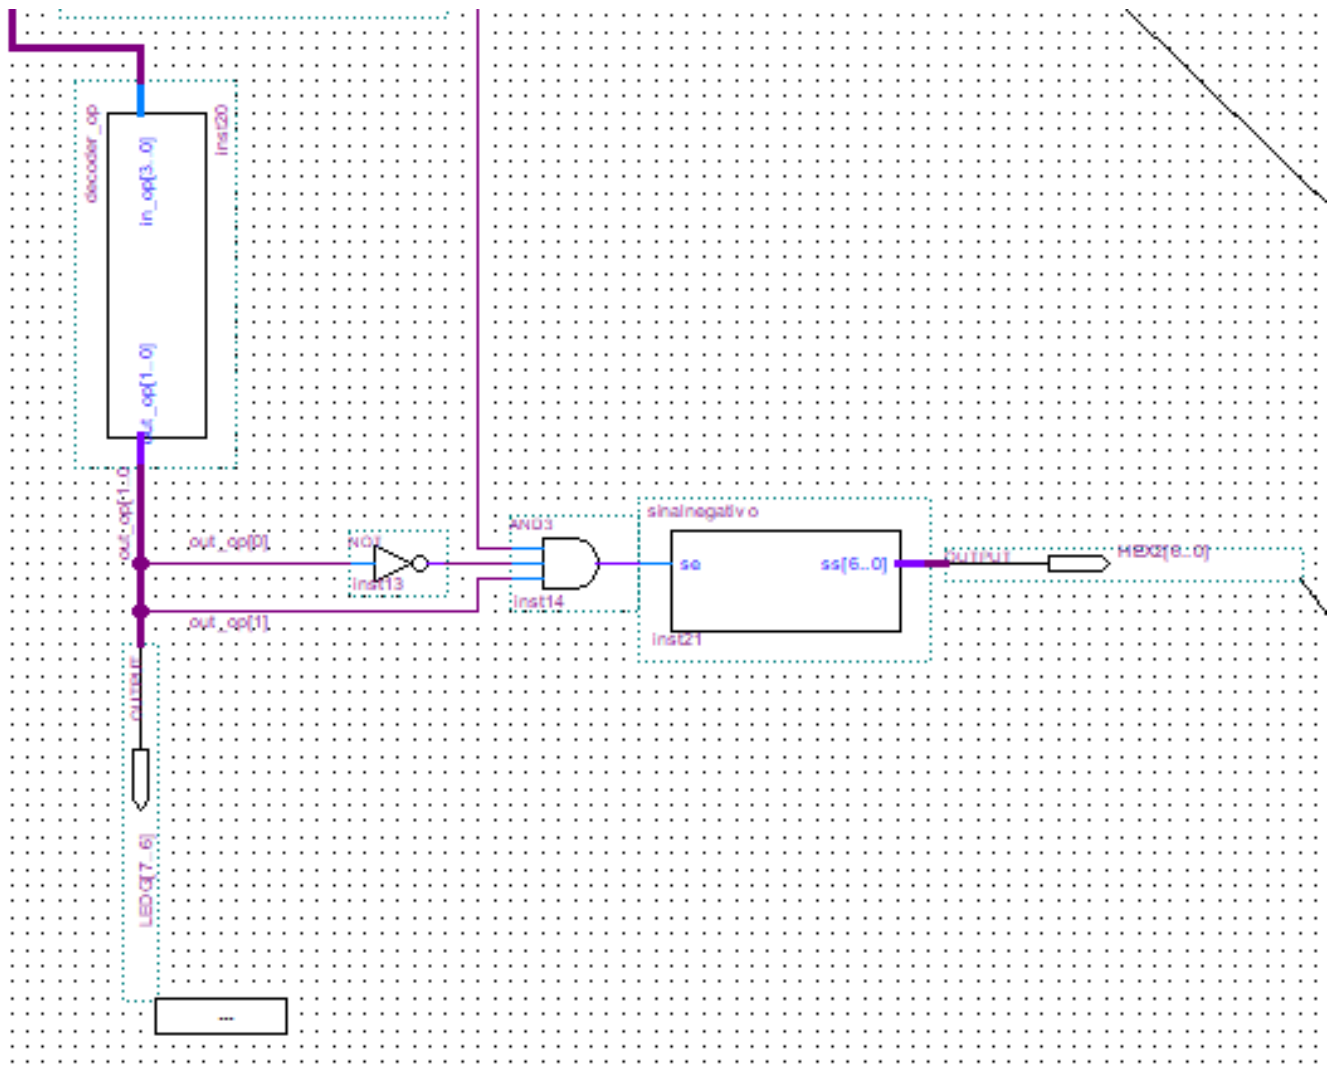 decoder_op
inst20
in_op[3..0]
out_op[1..0]
out_op[1..0
out_op[0]
NOT
inst13
out_op[1]
AND3
inst14
sinalnegativo
se
ss[6..0]
inst21
OUTPUT
HEX2[6..0]
OUTPUT
LEDG[7..6]
...